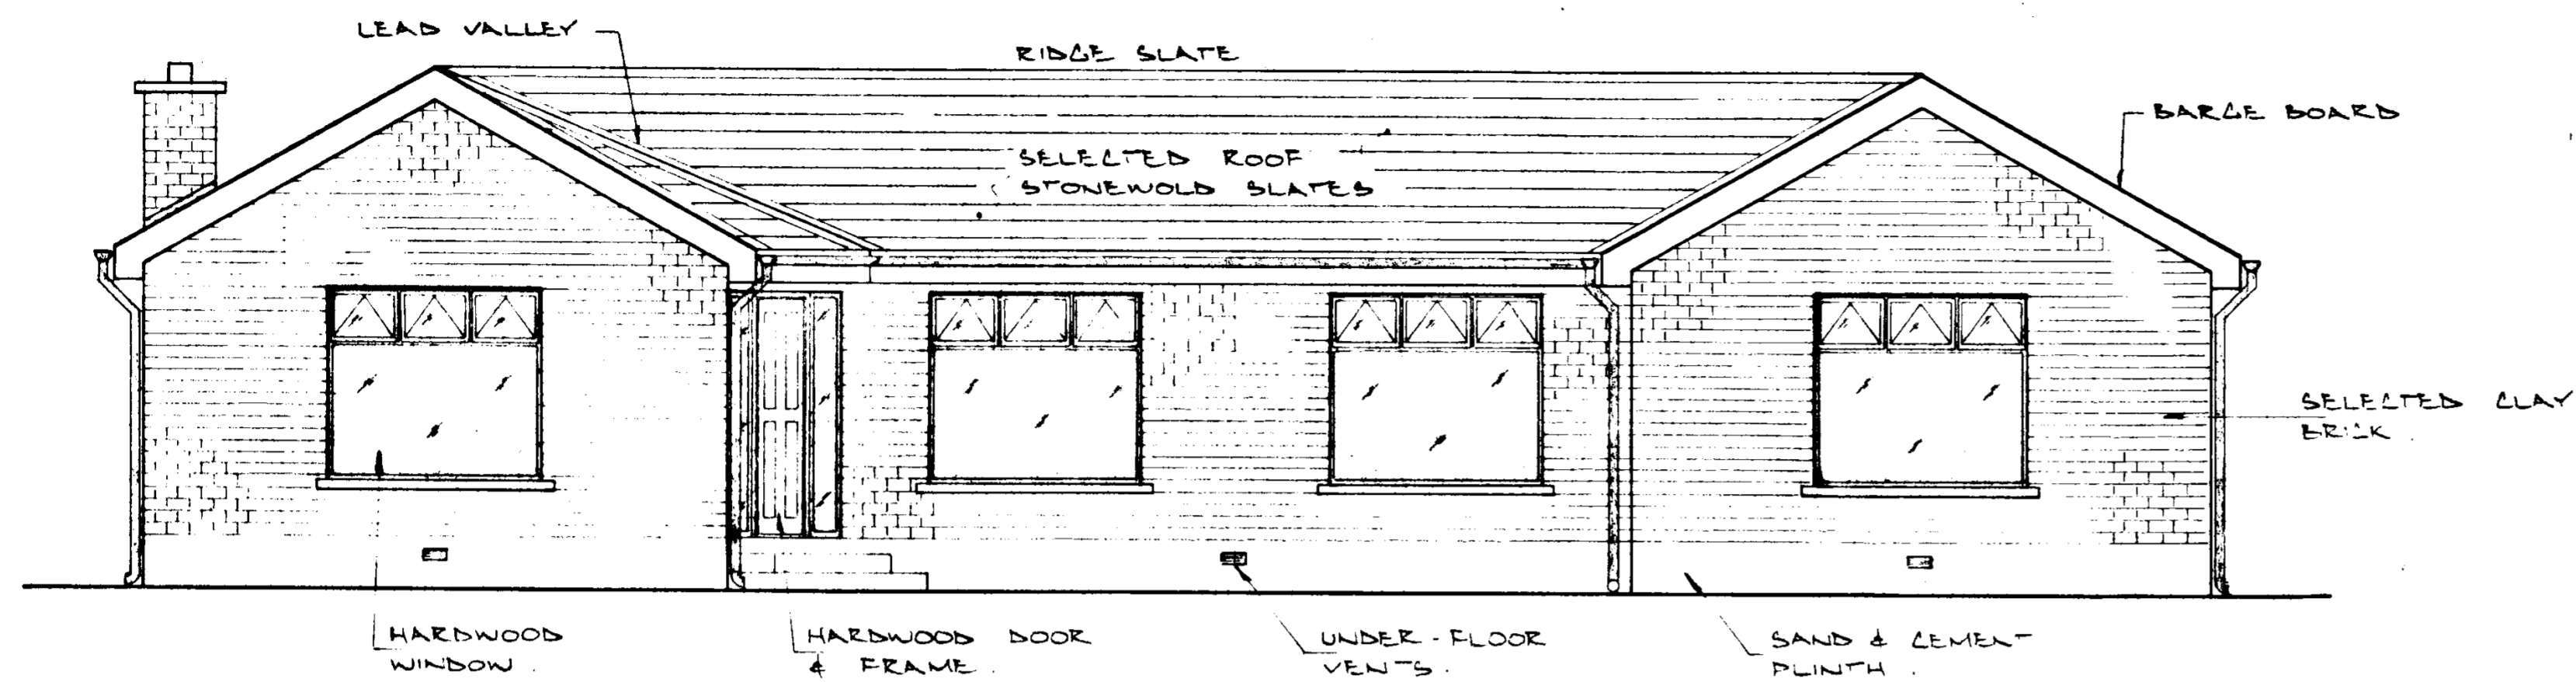 LEAD VALLEY
RIDGE SLATE
BARGE BOARD
SELECTED ROOF
STONEWOLD SLATES
SELECTED CLAY
BRICK.
HARDWOOD
WINDOW.
HARDWOOD DOOR
& FRAME.
UNDER-FLOOR
VENTS.
SAND & CEMENT
PLINTH.